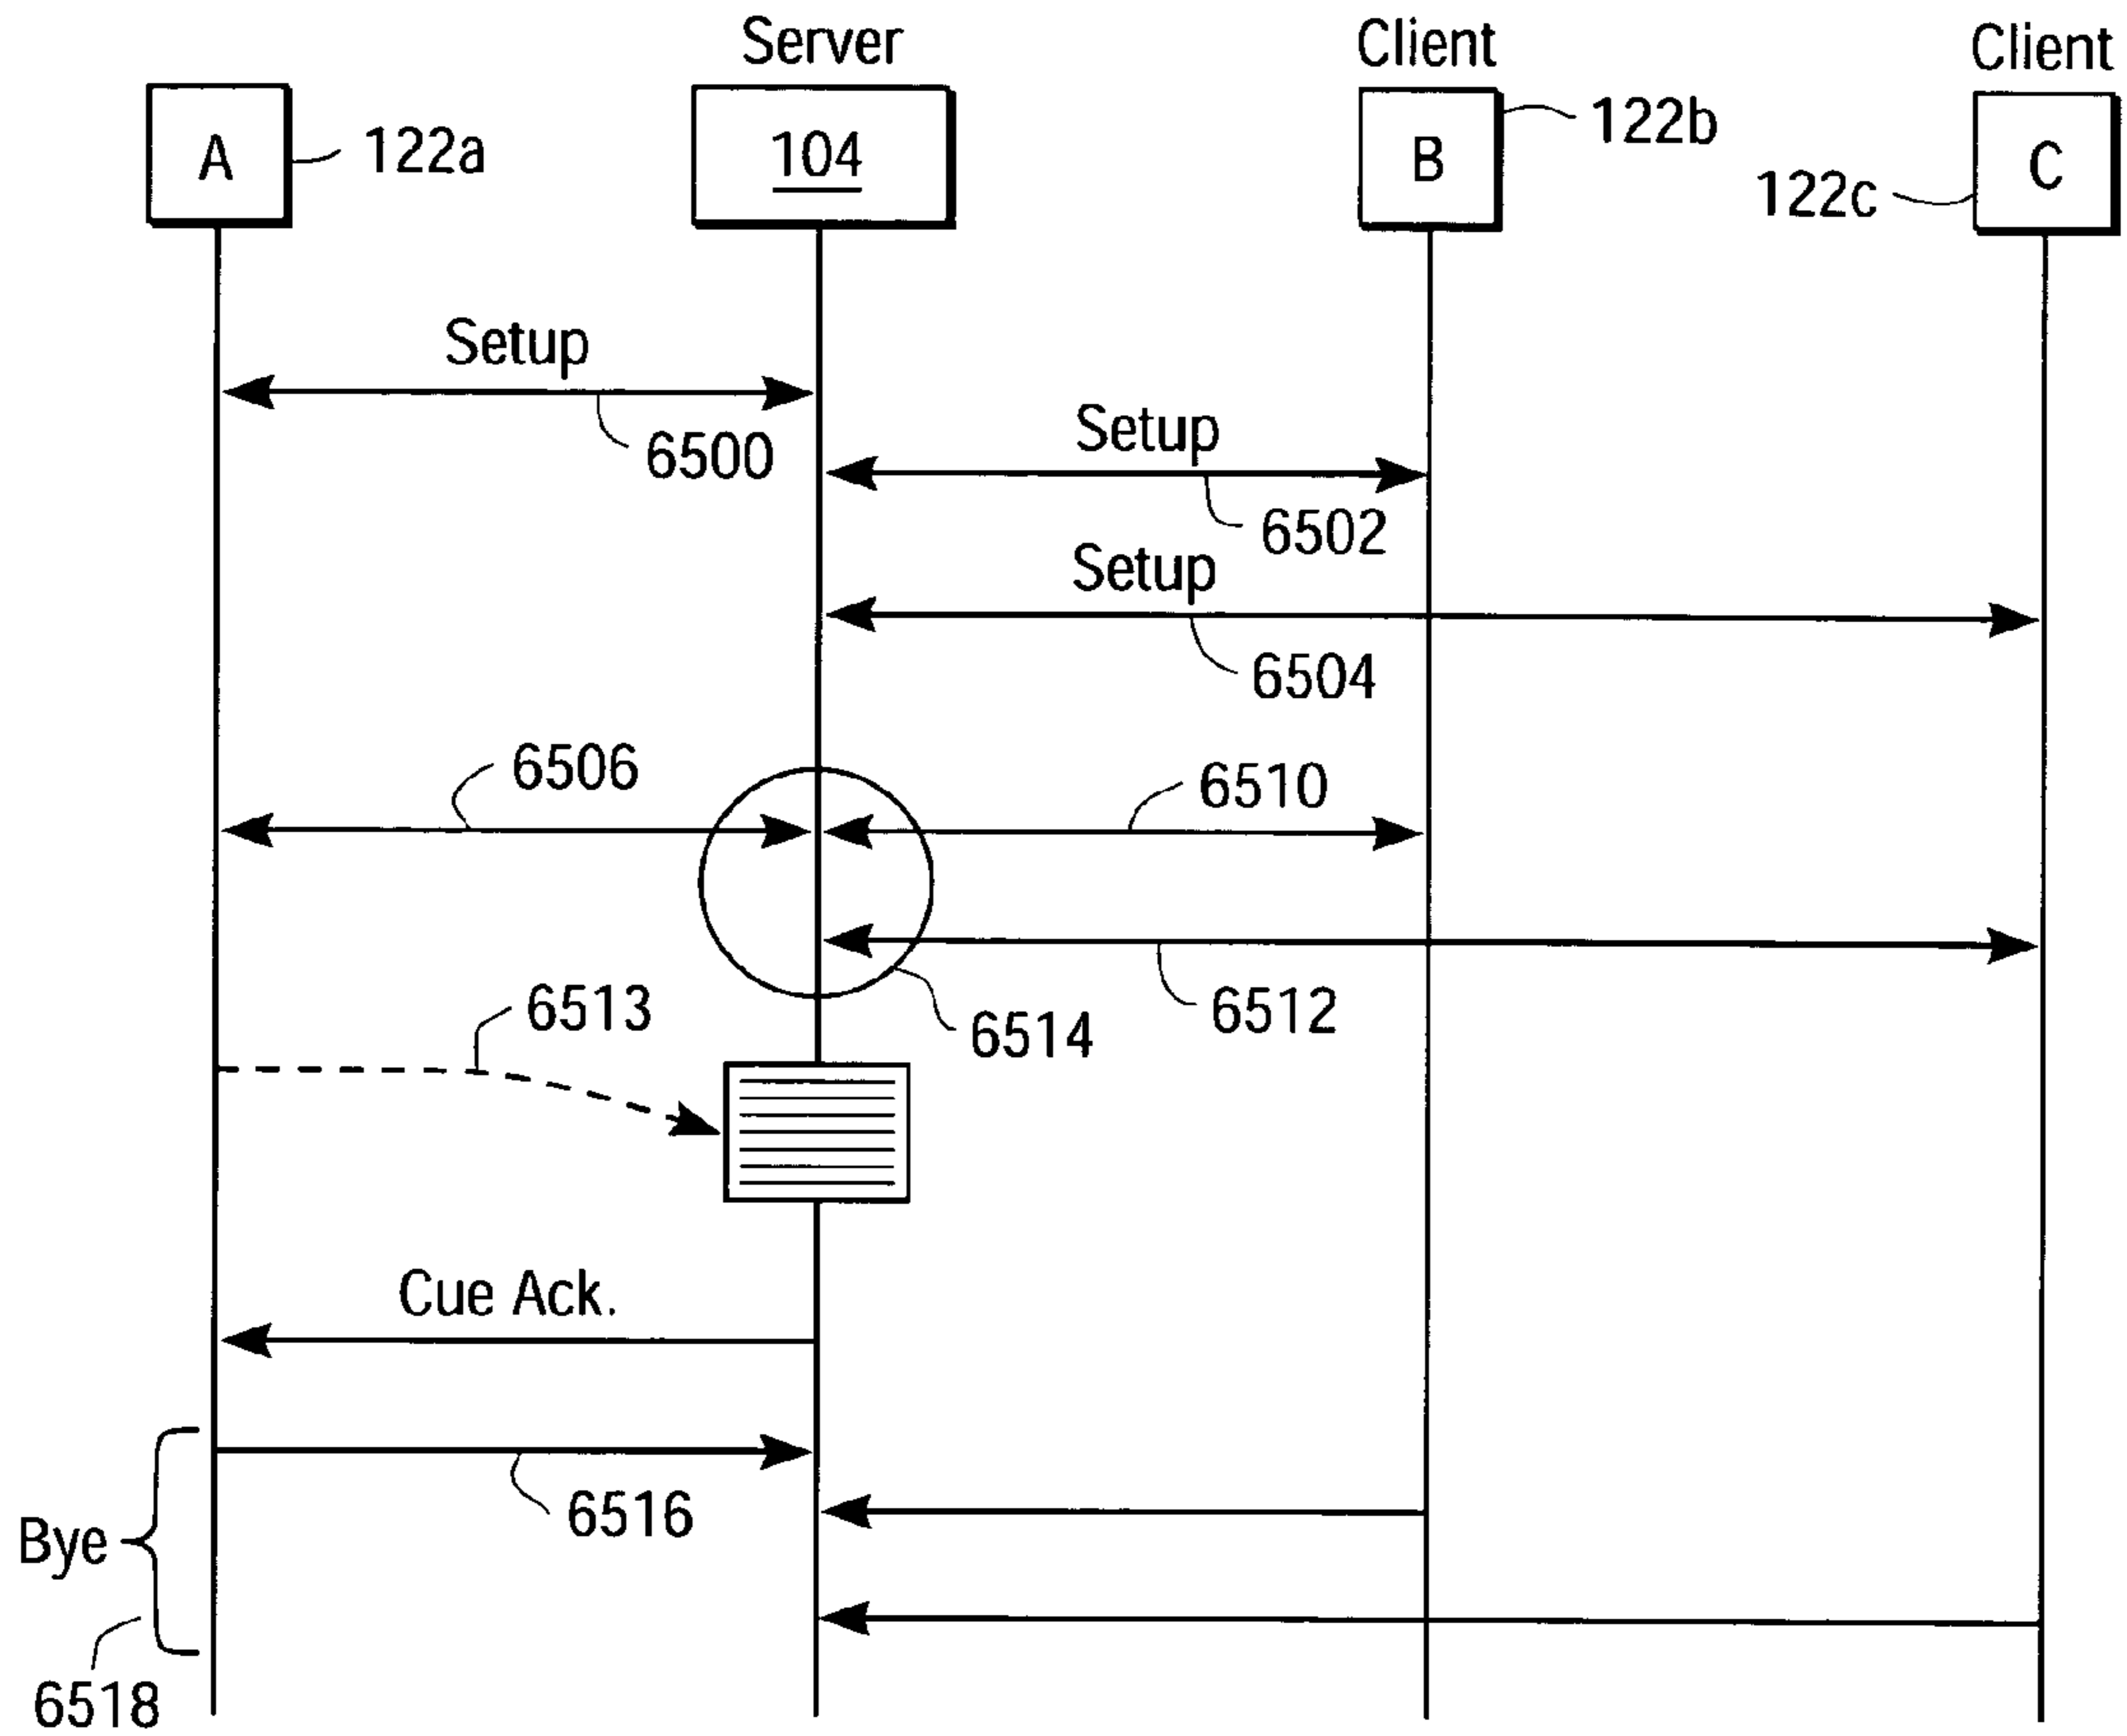 Server
Client
Client
A
122a
104
B
122b
122c
C
Setup
6500
Setup
6502
Setup
6504
6506
6510
6513
6514
6512
Cue Ack.
6516
Bye
6518